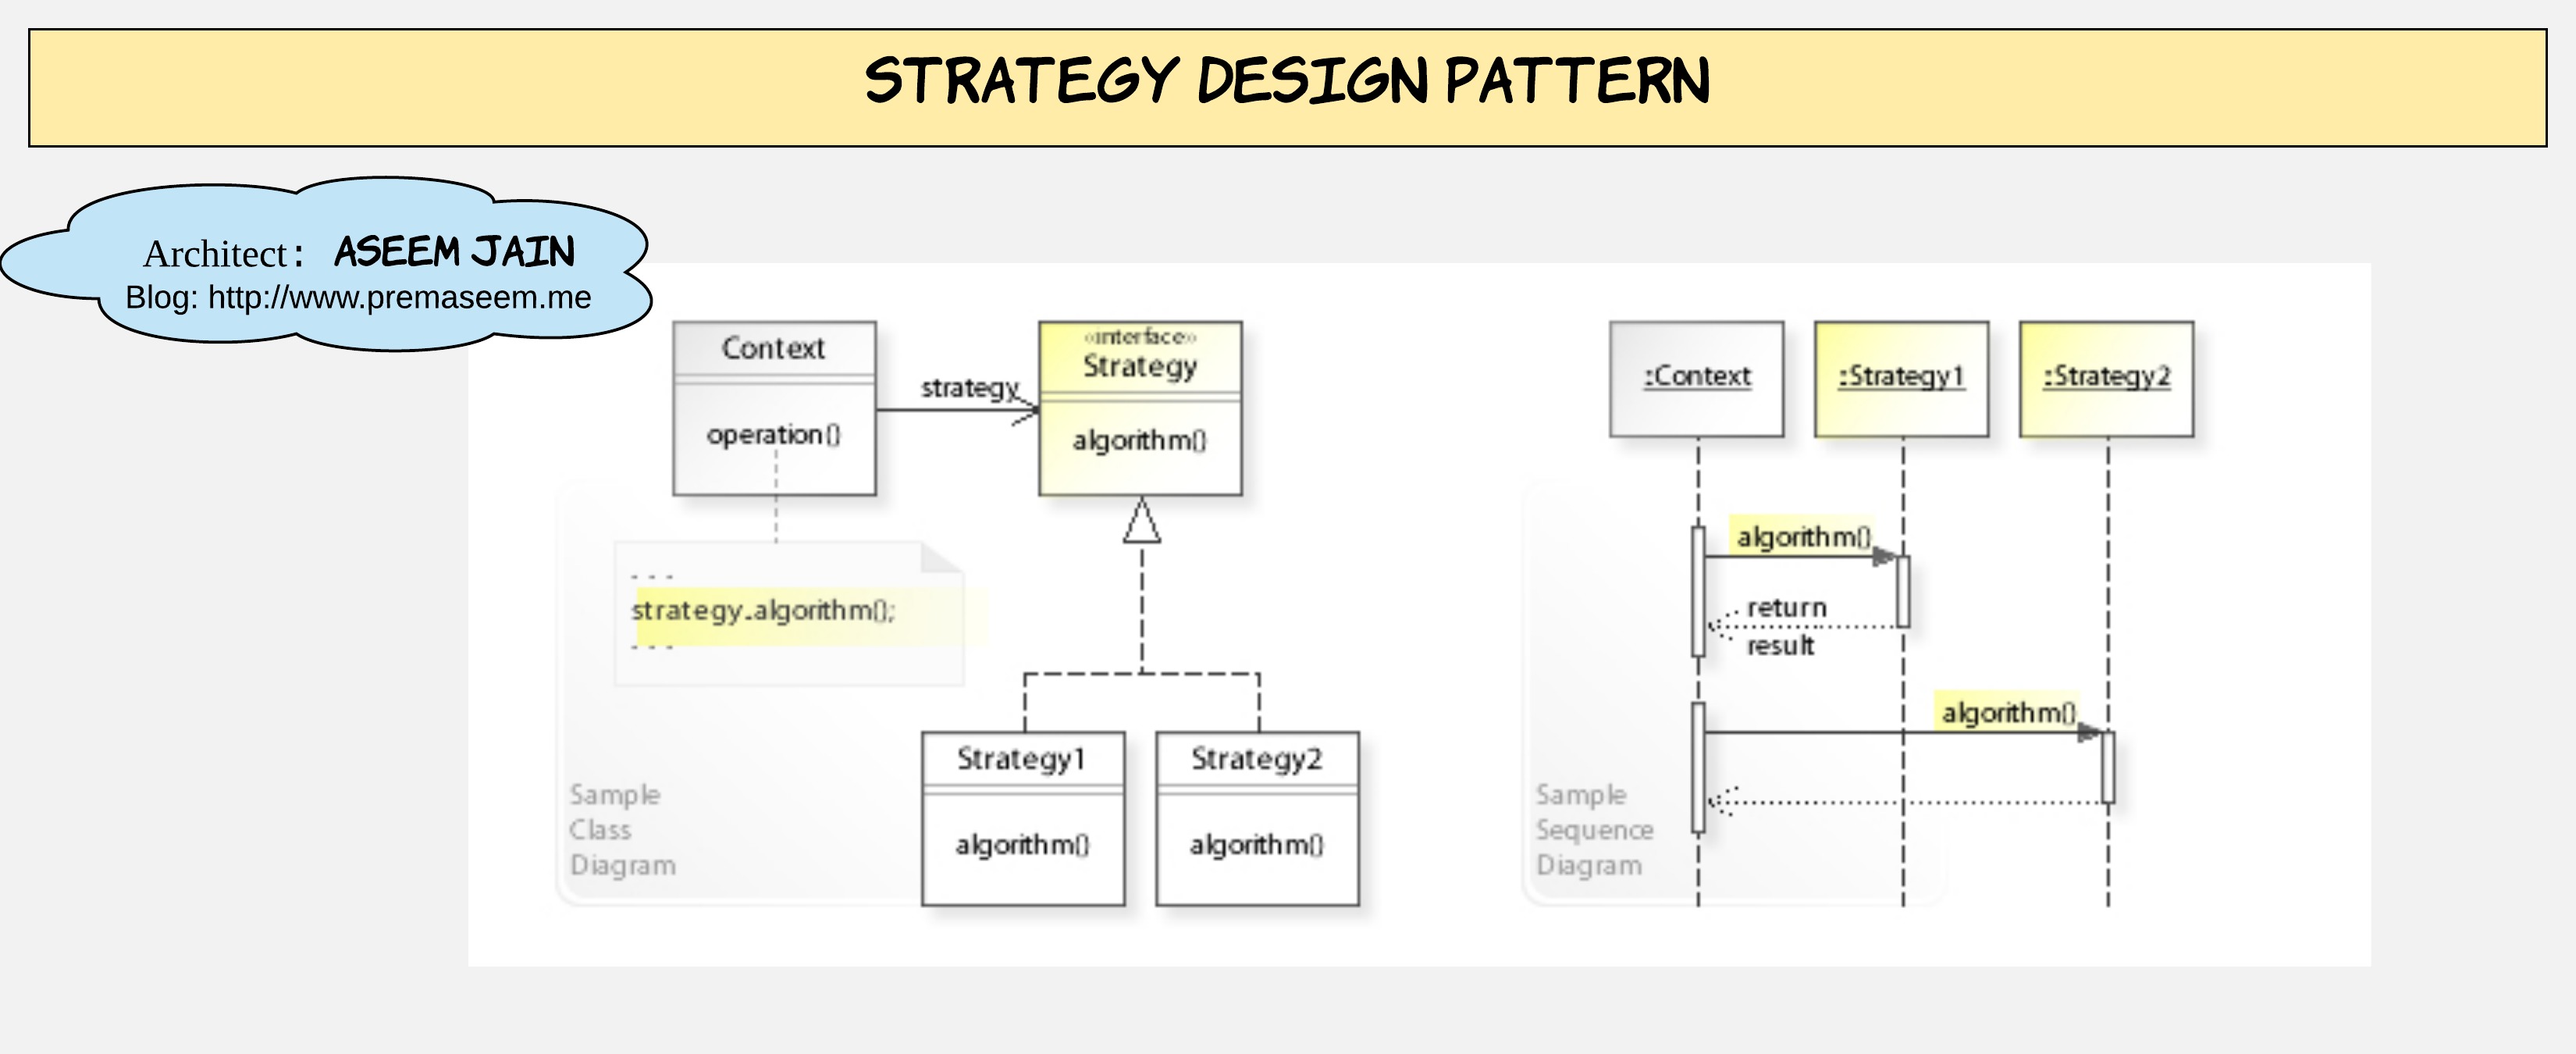 STRATEGY DESIGN PATTERN
Architect: ASEEM JAIN
Blog: http://www.premaseem.me
Context
operation()
strategy
«interface»
Strategy
algorithm()
- - -
strategy.algorithm();
- - -
Strategy1
algorithm()
Strategy2
algorithm()
Sample
Class
Diagram
:Context
:Strategy1
:Strategy2
algorithm()
return
result
algorithm()
Sample
Sequence
Diagram